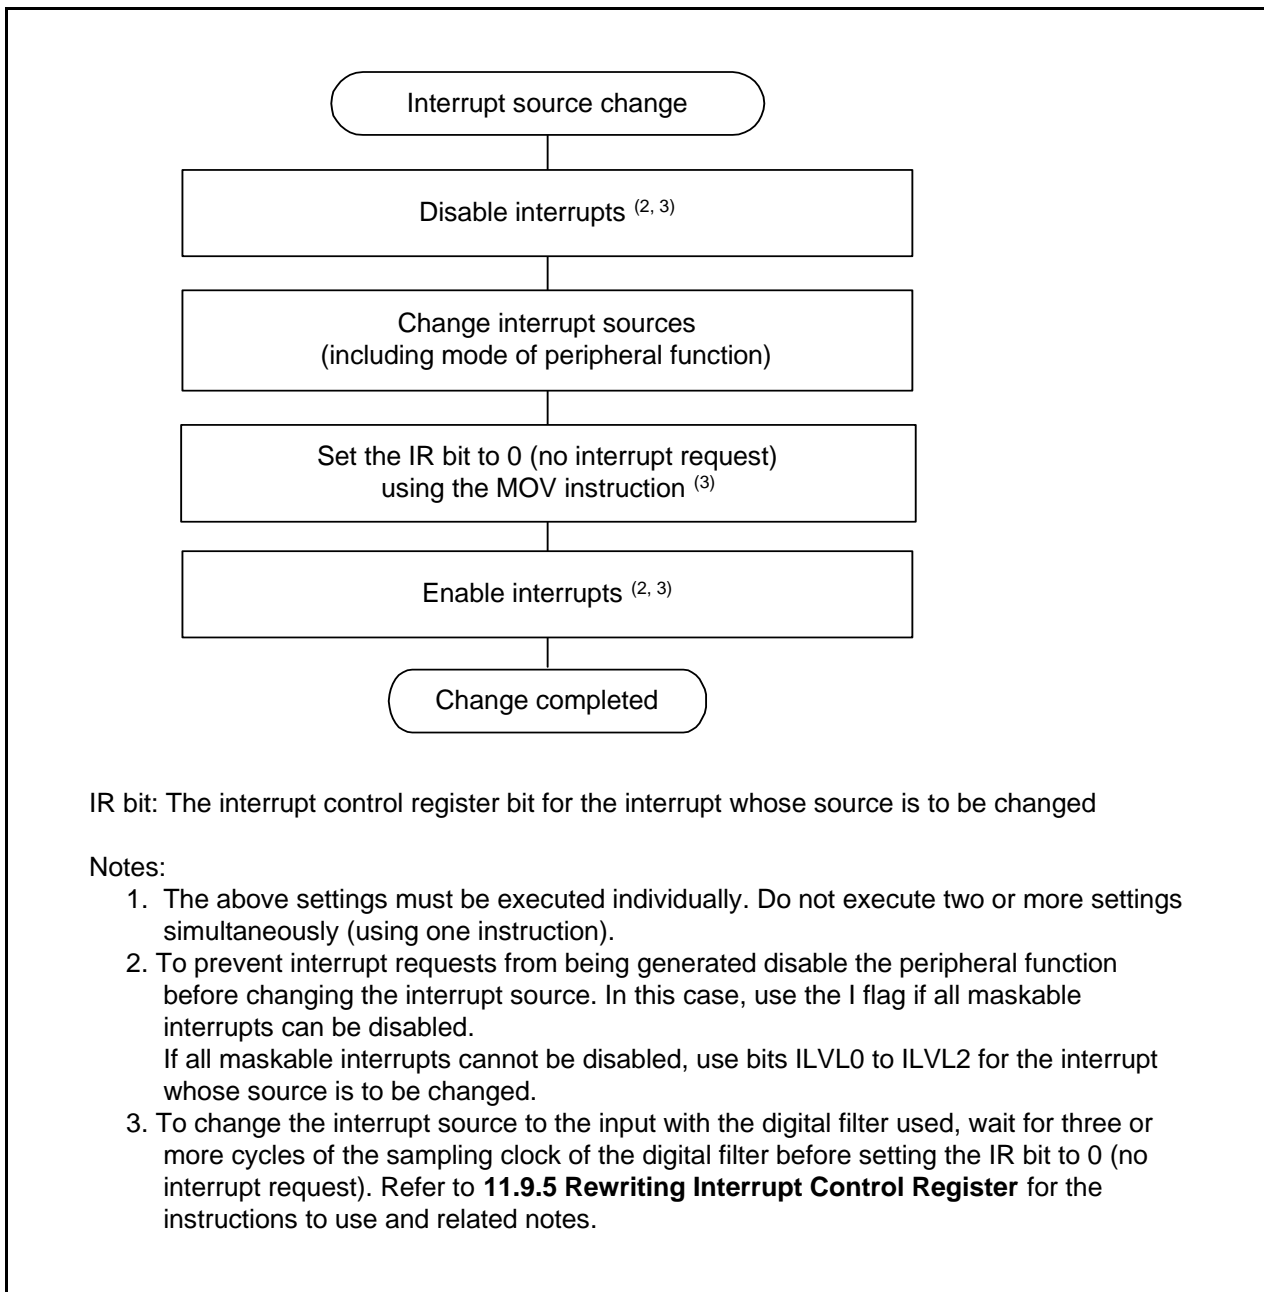 Interrupt source change
Disable interrupts (2, 3)
Change interrupt sources
(including mode of peripheral function)
Set the IR bit to 0 (no interrupt request)
using the MOV instruction (3)
Enable interrupts (2, 3)
Change completed
IR bit: The interrupt control register bit for the interrupt whose source is to be changed
Notes:
1. The above settings must be executed individually. Do not execute two or more settings
simultaneously (using one instruction).
2. To prevent interrupt requests from being generated disable the peripheral function
before changing the interrupt source. In this case, use the I flag if all maskable
interrupts can be disabled.
If all maskable interrupts cannot be disabled, use bits ILVL0 to ILVL2 for the interrupt
whose source is to be changed.
3. To change the interrupt source to the input with the digital filter used, wait for three or
more cycles of the sampling clock of the digital filter before setting the IR bit to 0 (no
interrupt request). Refer to 11.9.5 Rewriting Interrupt Control Register for the
instructions to use and related notes.